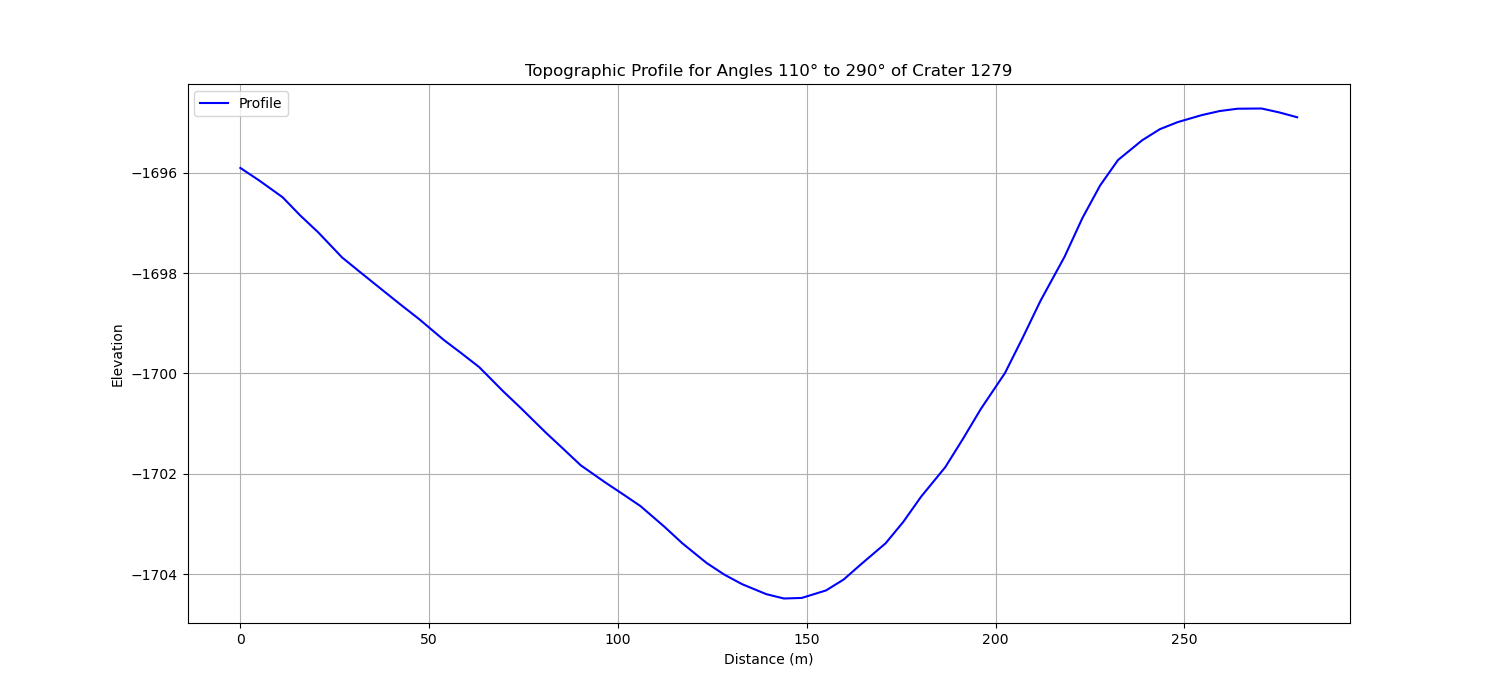 Topographic Profile for Angles 110° to 290° of Crater 1279
Profile
−1696
−1698
−1700
−1702
−1704
Elevation
0 50 100 150 200 250
Distance (m)